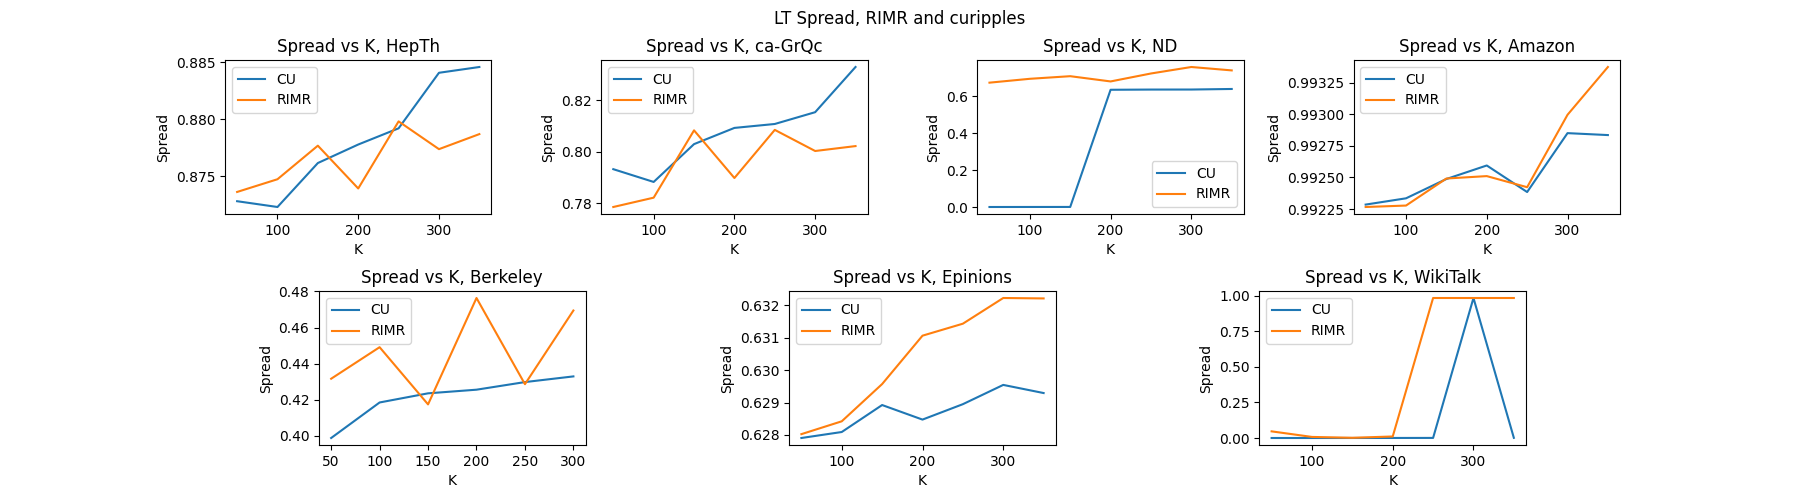 LT Spread, RIMR and curipples
Spread vs K, HepTh
0.885
0.880
0.875
Spread
CU
RIMR
100
200
300
K
Spread vs K, ca-GrQc
0.82
0.80
0.78
Spread
CU
RIMR
100
200
300
K
Spread vs K, ND
0.6
0.4
0.2
0.0
Spread
CU
RIMR
100
200
300
K
Spread vs K, Amazon
0.99325
0.99300
0.99275
0.99250
0.99225
Spread
CU
RIMR
100
200
300
K
Spread vs K, Berkeley
0.48
0.46
0.44
0.42
0.40
Spread
CU
RIMR
50
100
150
200
250
300
K
Spread vs K, Epinions
0.632
0.631
0.630
0.629
0.628
Spread
CU
RIMR
100
200
300
K
Spread vs K, WikiTalk
1.00
0.75
0.50
0.25
0.00
Spread
CU
RIMR
100
200
300
K